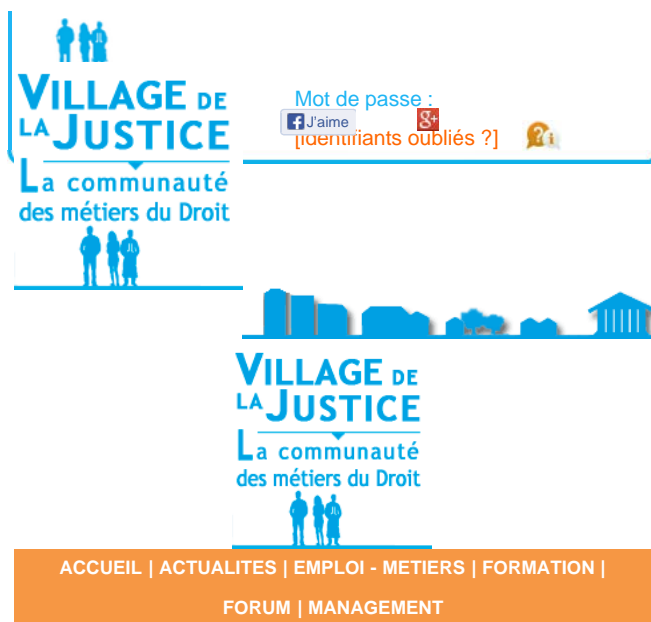 VILLAGE DE
LA JUSTICE
La communauté
des métiers du Droit
Mot de passe :
J'aime
g+
[Identifiants oubliés ?]
? i
VILLAGE DE
LA JUSTICE
La communauté
des métiers du Droit
ACCUEIL | ACTUALITES | EMPLOI - METIERS | FORMATION |
FORUM | MANAGEMENT